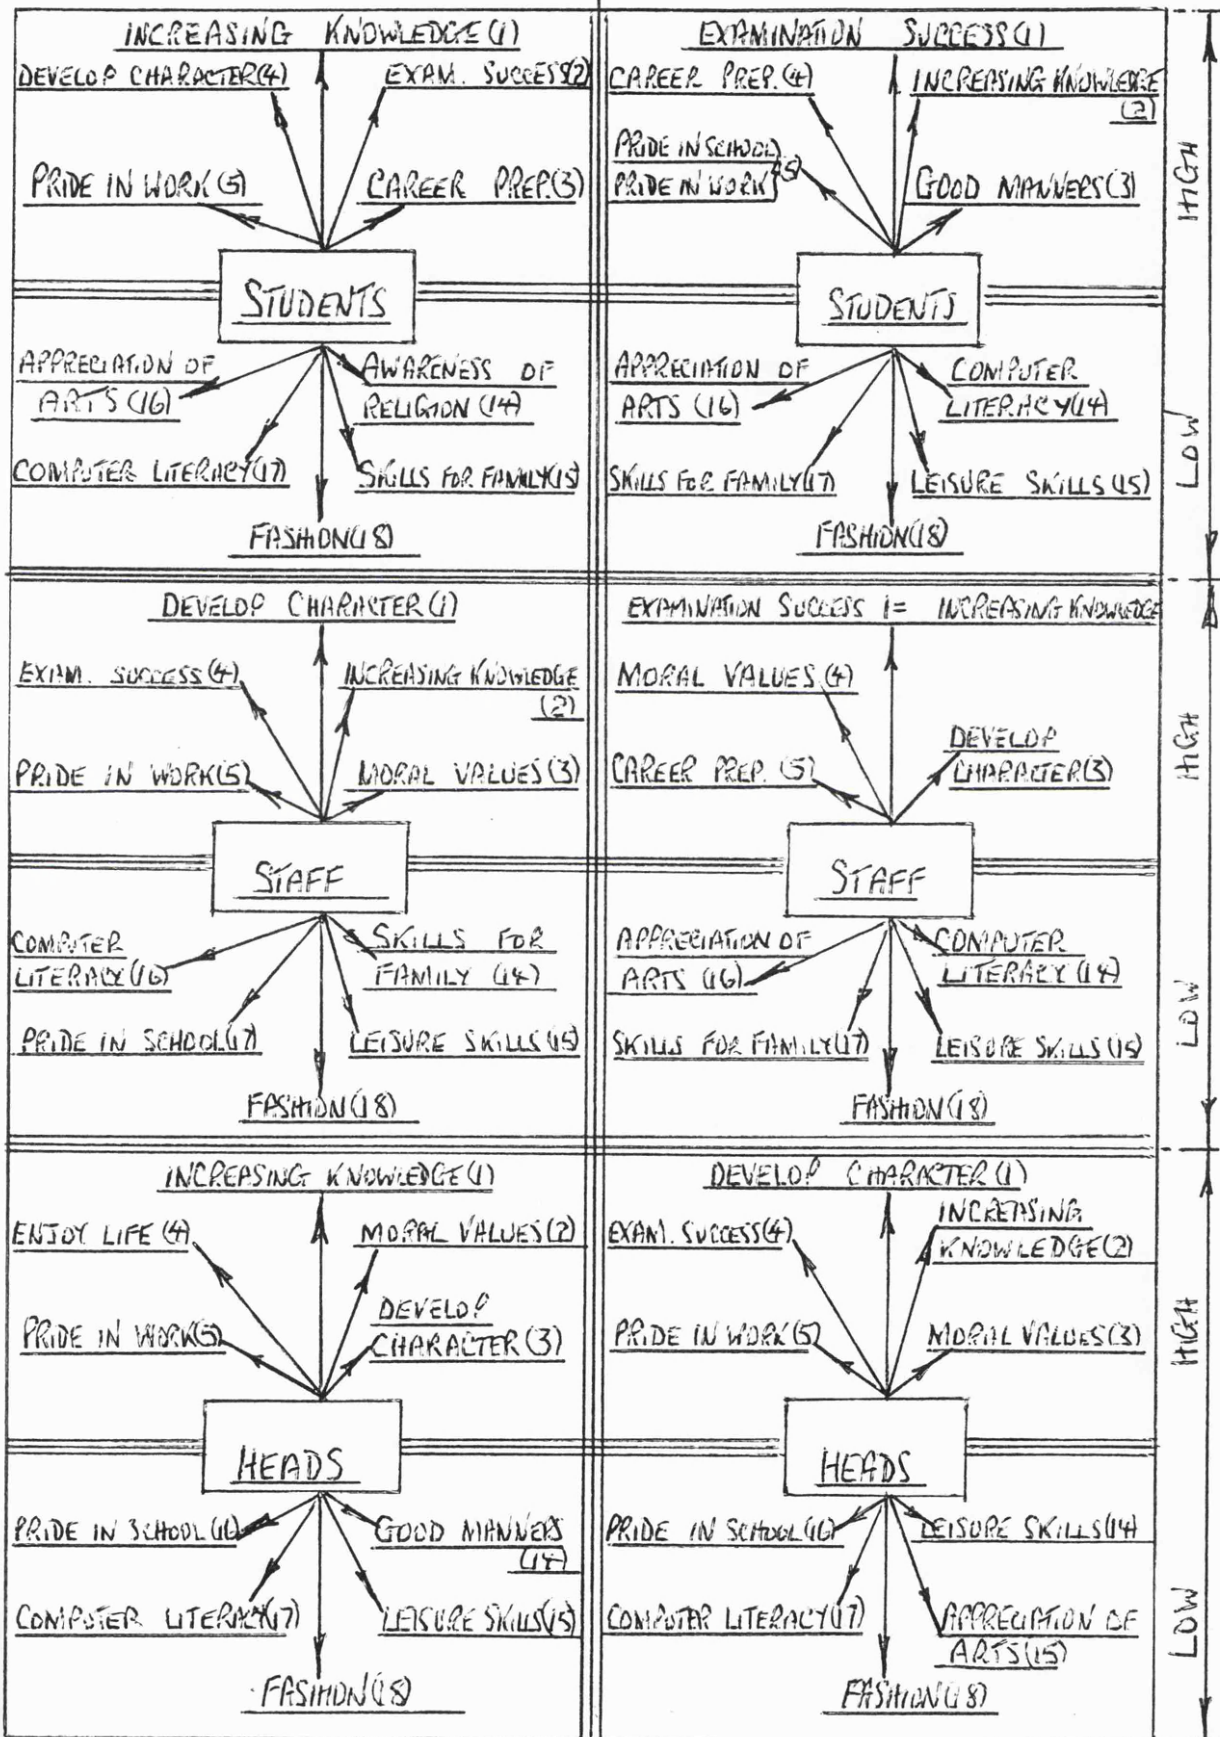 INCREASING KNOWLEDGE (1)
DEVELOP CHARACTER (4)
EXAM. SUCCESS (2)
PRIDE IN WORK (5)
CAREER PREP. (3)
STUDENTS
APPRECIATION OF
ARTS (16)
AWARENESS OF
RELIGION (14)
COMPUTER LITERACY (17)
SKILLS FOR FAMILY (15)
FASHION (18)
EXAMINATION SUCCESS (1)
CAREER PREP. (4)
INCREASING KNOWLEDGE
(2)
PRIDE IN SCHOOL
PRIDE IN WORK } (5)
GOOD MANNERS (3)
STUDENTS
APPRECIATION OF
ARTS (16)
COMPUTER
LITERACY (14)
SKILLS FOR FAMILY (17)
LEISURE SKILLS (15)
FASHION (18)
HIGH
LOW
DEVELOP CHARACTER (1)
EXAM. SUCCESS (4)
INCREASING KNOWLEDGE
(2)
PRIDE IN WORK (5)
MORAL VALUES (3)
STAFF
COMPUTER
LITERACY (16)
SKILLS FOR
FAMILY (14)
PRIDE IN SCHOOL (17)
LEISURE SKILLS (15)
FASHION (18)
EXAMINATION SUCCESS 1= INCREASING KNOWLEDGE
MORAL VALUES (4)
DEVELOP
CHARACTER (3)
CAREER PREP. (5)
STAFF
APPRECIATION OF
ARTS (16)
COMPUTER
LITERACY (14)
SKILLS FOR FAMILY (17)
LEISURE SKILLS (15)
FASHION (18)
HIGH
LOW
INCREASING KNOWLEDGE (1)
ENJOY LIFE (4)
MORAL VALUES (2)
PRIDE IN WORK (5)
DEVELOP
CHARACTER (3)
HEADS
PRIDE IN SCHOOL (16)
GOOD MANNERS
(14)
COMPUTER LITERACY (17)
LEISURE SKILLS (15)
FASHION (18)
DEVELOP CHARACTER (1)
EXAM. SUCCESS (4)
INCREASING
KNOWLEDGE (2)
PRIDE IN WORK (5)
MORAL VALUES (3)
HEADS
PRIDE IN SCHOOL (16)
LEISURE SKILLS (14)
COMPUTER LITERACY (17)
APPRECIATION OF
ARTS (15)
FASHION (18)
HIGH
LOW